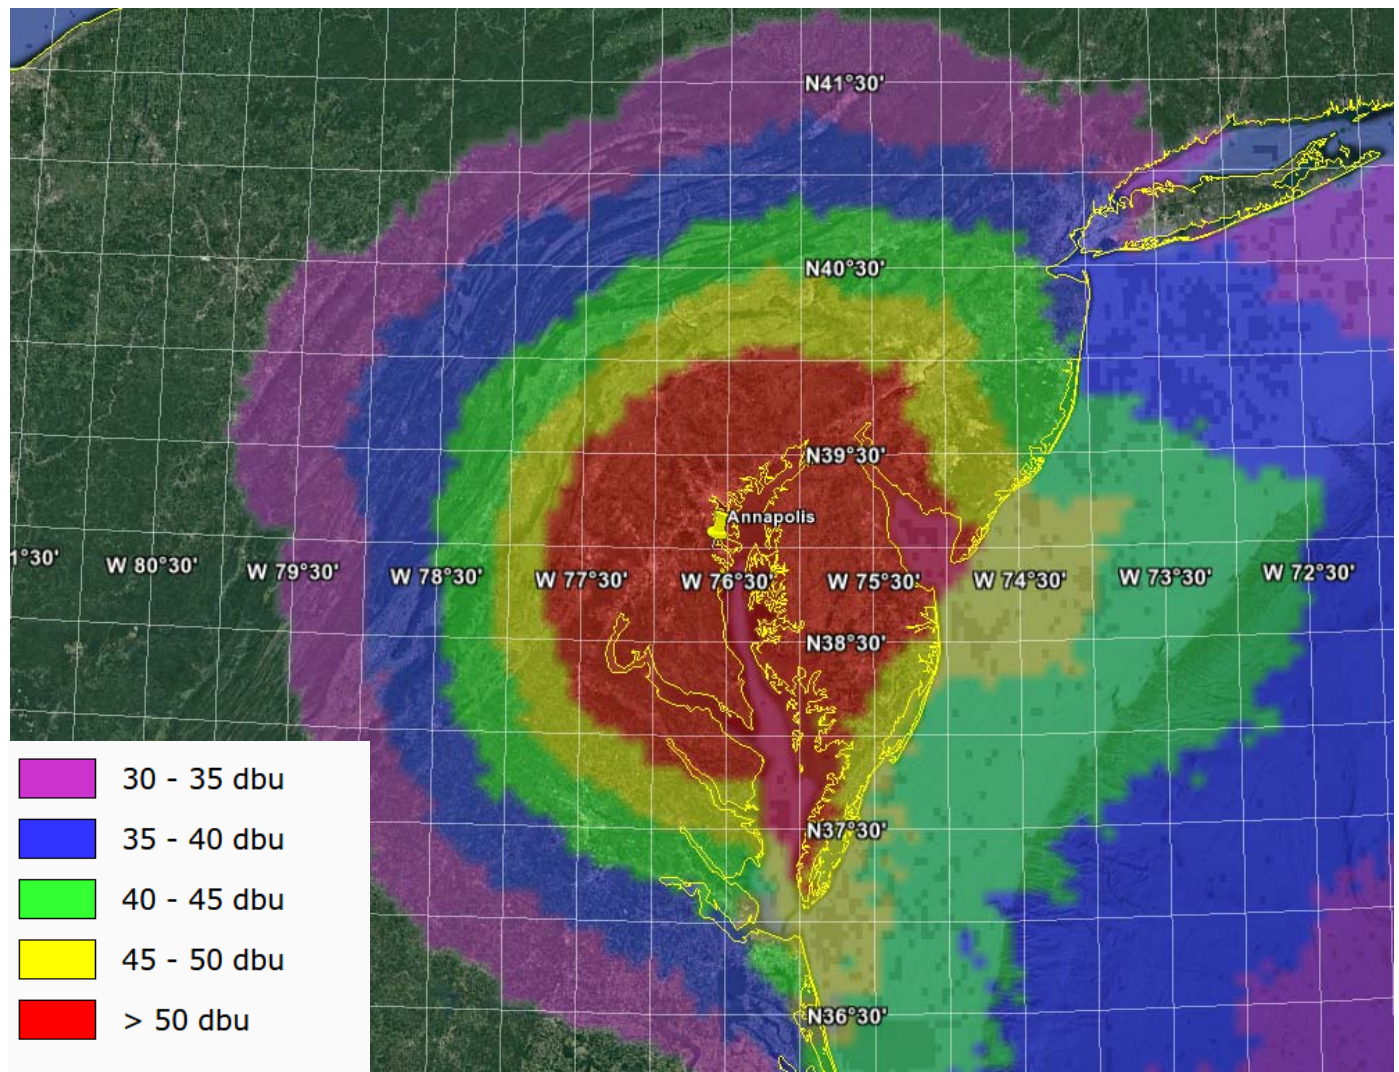 N41°30'
N40°30'
N39°30'
Annapolis
1°30'
W 80°30'
W 79°30'
W 78°30'
W 77°30'
W 76°30'
W 75°30'
W 74°30'
W 73°30'
W 72°30'
N38°30'
30 - 35 dbu
35 - 40 dbu
N37°30'
40 - 45 dbu
45 - 50 dbu
N36°30'
> 50 dbu